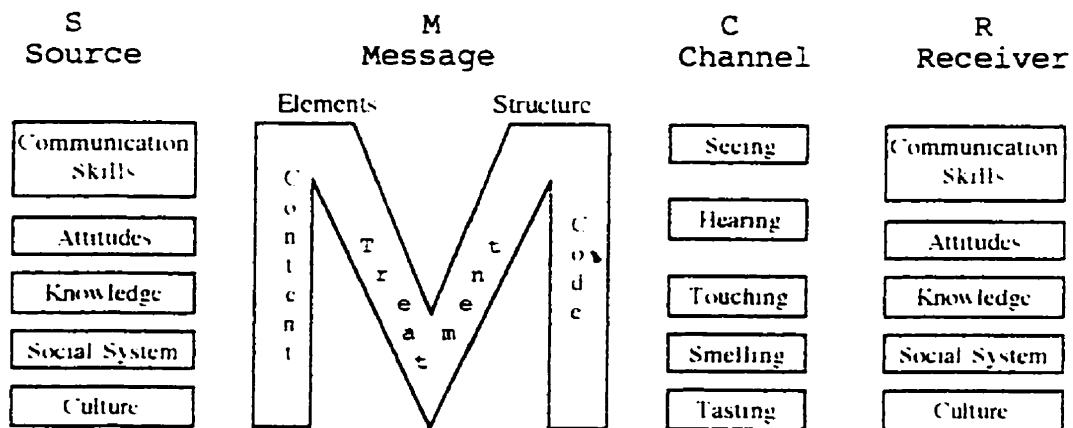 S
Source
M
Message
C
Channel
R
Receiver
Elements
Structure
Communication
Skills
Attitudes
Knowledge
Social System
Culture
Content
Treatment
Code
Seeing
Hearing
Touching
Smelling
Tasting
Communication
Skills
Attitudes
Knowledge
Social System
Culture